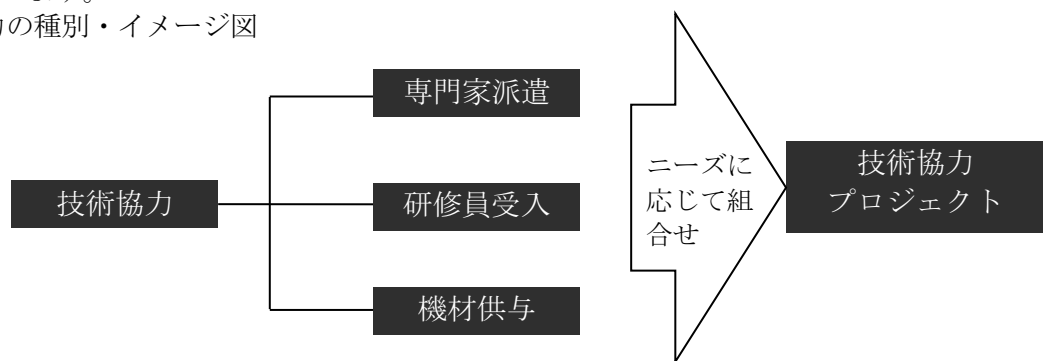 の種別・イメージ図
専門家派遣
技術協力
研修員受入
機材供与
ニーズに
応じて組
合せ
技術協力
プロジェクト